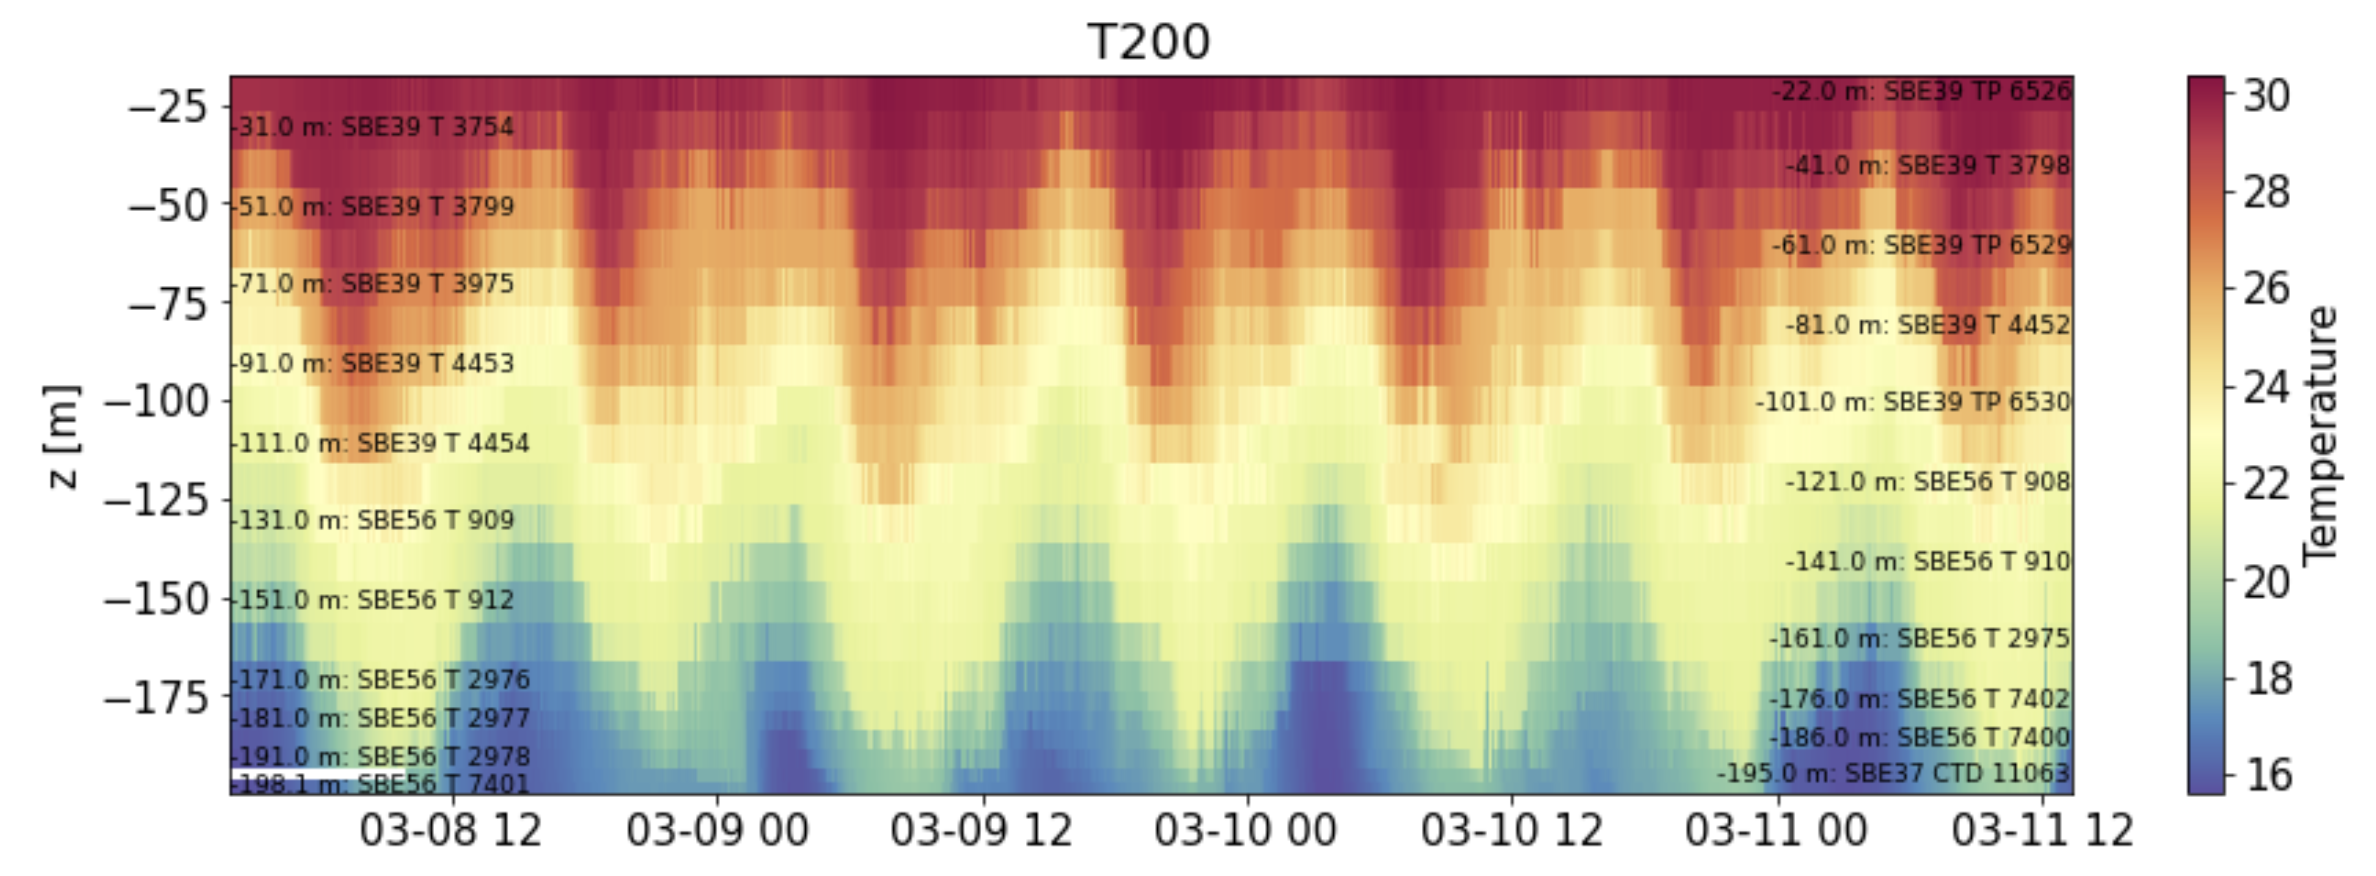 T200
−25
−50
−75
−100
−125
−150
−175
z [m]
-22.0 m: SBE39 TP 6526
-31.0 m: SBE39 T 3754
-41.0 m: SBE39 T 3798
-51.0 m: SBE39 T 3799
-61.0 m: SBE39 TP 6529
-71.0 m: SBE39 T 3975
-81.0 m: SBE39 T 4452
-91.0 m: SBE39 T 4453
-101.0 m: SBE39 TP 6530
-111.0 m: SBE39 T 4454
-121.0 m: SBE56 T 908
-131.0 m: SBE56 T 909
-141.0 m: SBE56 T 910
-151.0 m: SBE56 T 912
-161.0 m: SBE56 T 2975
-171.0 m: SBE56 T 2976
-176.0 m: SBE56 T 7402
-181.0 m: SBE56 T 2977
-186.0 m: SBE56 T 7400
-191.0 m: SBE56 T 2978
-195.0 m: SBE37 CTD 11063
-198.1 m: SBE56 T 7401
03-08 12
03-09 00
03-09 12
03-10 00
03-10 12
03-11 00
03-11 12
30
28
26
24
22
20
18
16
Temperature